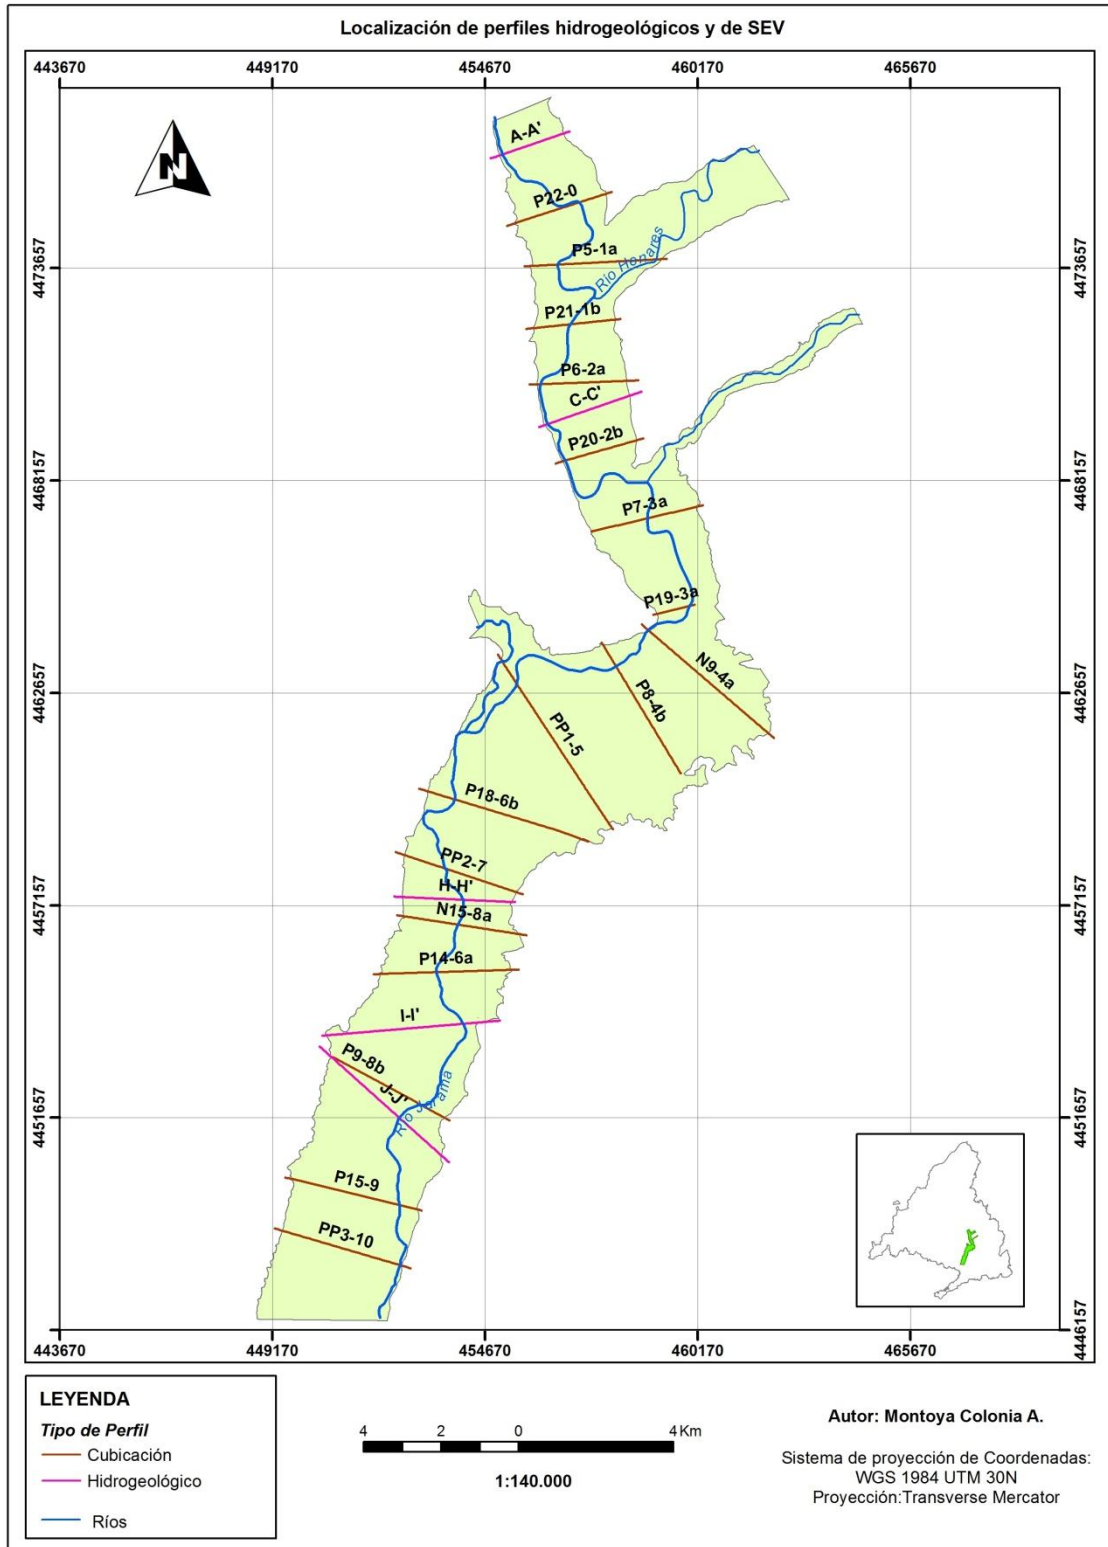 Localización de perfiles hidrogeológicos y de SEV
443670 449170 454670 460170 465670
N
A-A'
P22-0
4473657
P5-1a
Río Henares
4473657
P21-1b
P6-2a
C-C'
P20-2b
4468157
4468157
P7-3a
P19-3a
N9-4a
4462657
P8-4b
4462657
PP1-5
P18-6b
PP2-7
H-H'
4457157
N15-8a
4457157
P14-6a
I-I'
P9-8b
J-J'
Río Jarama
4451657
4451657
P15-9
PP3-10
4446157
443670 449170 454670 460170 465670
LEYENDA
Tipo de Perfil
Cubicación
Hidrogeológico
Ríos
4 2 0 4 Km
1:140.000
Autor: Montoya Colonia A.
Sistema de proyección de Coordenadas:
WGS 1984 UTM 30N
Proyección:Transverse Mercator